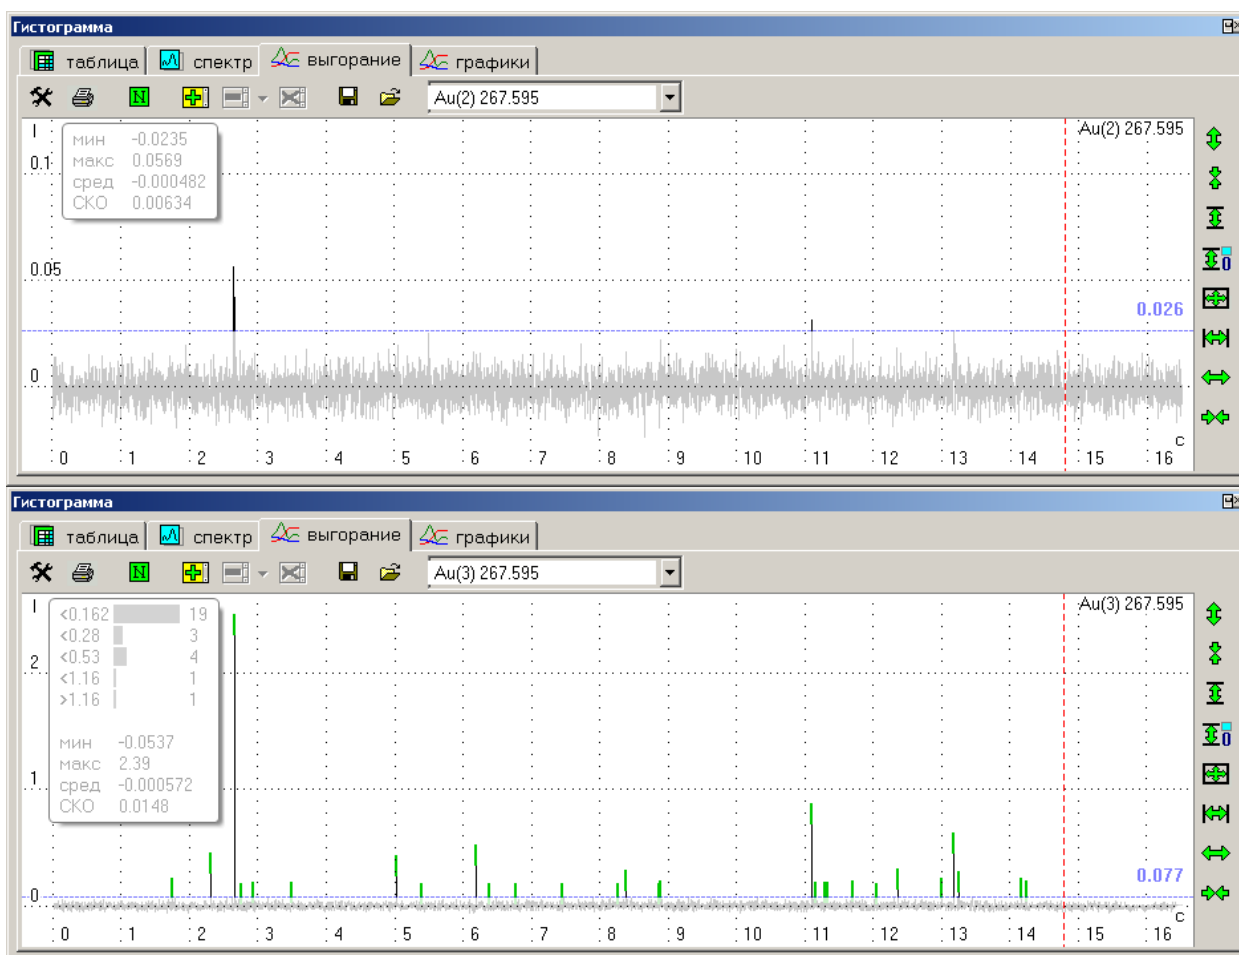 Гистограмма
таблица спектр выгорание графики
N Au(2) 267.595
I Au(2) 267.595
мин -0.0235
0.1 макс 0.0569
сред -0.000482
СКО 0.00634
0.05
0.026
0
c
0 1 2 3 4 5 6 7 8 9 10 11 12 13 14 15 16
Гистограмма
таблица спектр выгорание графики
N Au(3) 267.595
I Au(3) 267.595
<0.162 19
<0.28 3
2 <0.53 4
<1.16 1
>1.16 1
мин -0.0537
1 макс 2.39
сред -0.000572
СКО 0.0148
0.077
0
c
0 1 2 3 4 5 6 7 8 9 10 11 12 13 14 15 16